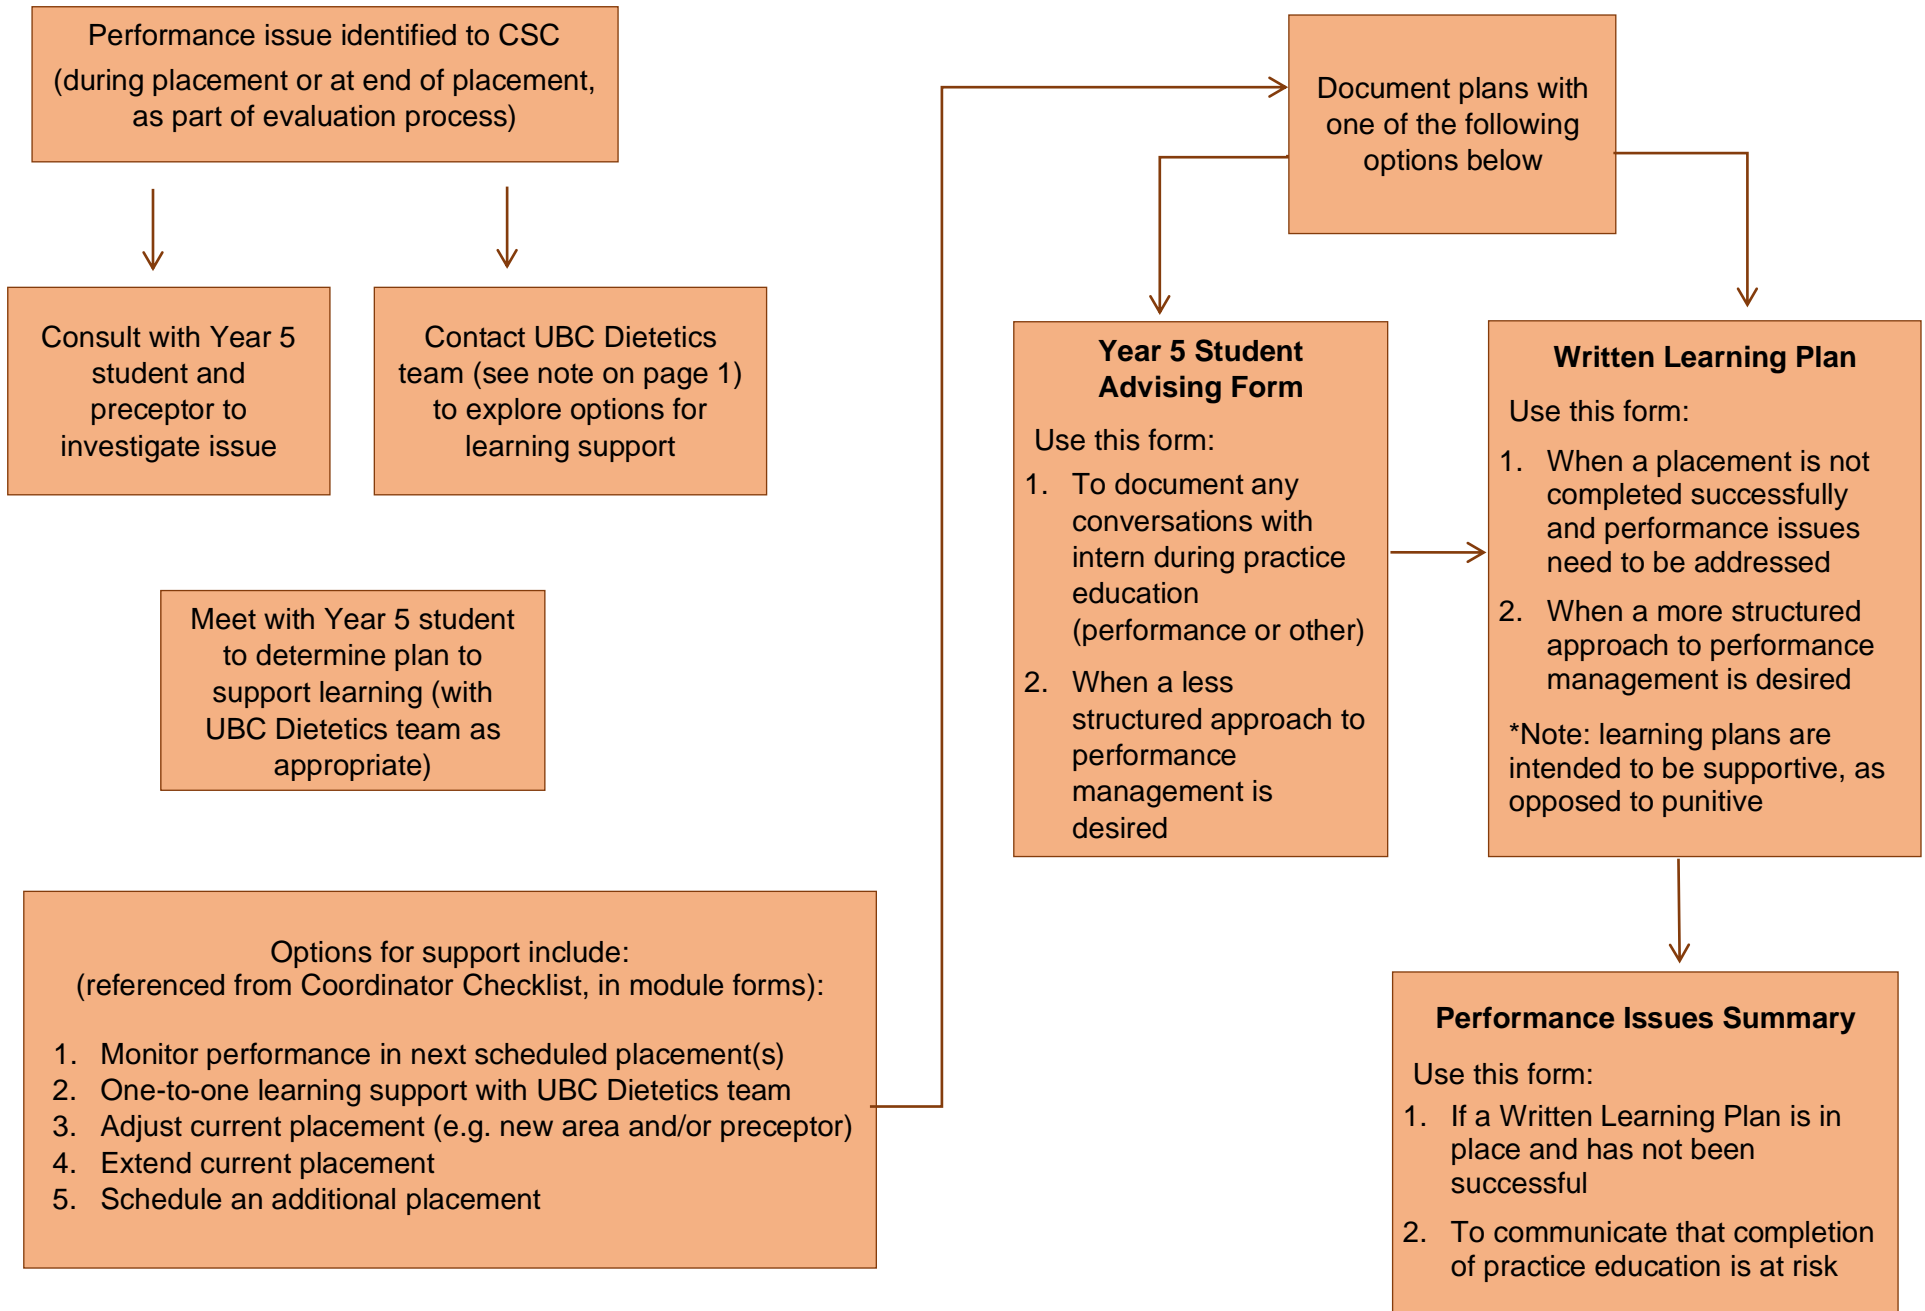 Performance issue identified to CSC
(during placement or at end of placement,
as part of evaluation process)
Consult with Year 5
student and
preceptor to
investigate issue
Contact UBC Dietetics
team (see note on page 1)
to explore options for
learning support
Meet with Year 5 student
to determine plan to
support learning (with
UBC Dietetics team as
appropriate)
Options for support include:
(referenced from Coordinator Checklist, in module forms):
1. Monitor performance in next scheduled placement(s)
2. One-to-one learning support with UBC Dietetics team
3. Adjust current placement (e.g. new area and/or preceptor)
4. Extend current placement
5. Schedule an additional placement
Document plans with
one of the following
options below
Year 5 Student
Advising Form
Use this form:
1. To document any
conversations with
intern during practice
education
(performance or other)
2. When a less
structured approach to
performance
management is
desired
Written Learning Plan
Use this form:
1. When a placement is not
completed successfully
and performance issues
need to be addressed
2. When a more structured
approach to performance
management is desired
*Note: learning plans are
intended to be supportive, as
opposed to punitive
Performance Issues Summary
Use this form:
1. If a Written Learning Plan is in
place and has not been
successful
2. To communicate that completion
of practice education is at risk